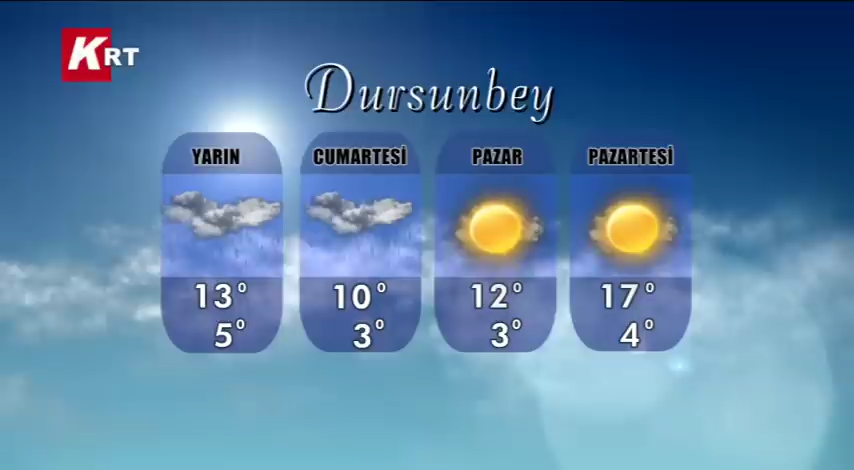 KRT
Dursunbey
YARIN CUMARTESİ PAZAR PAZARTESİ
13° 10° 12° 17°
5° 3° 3° 4°